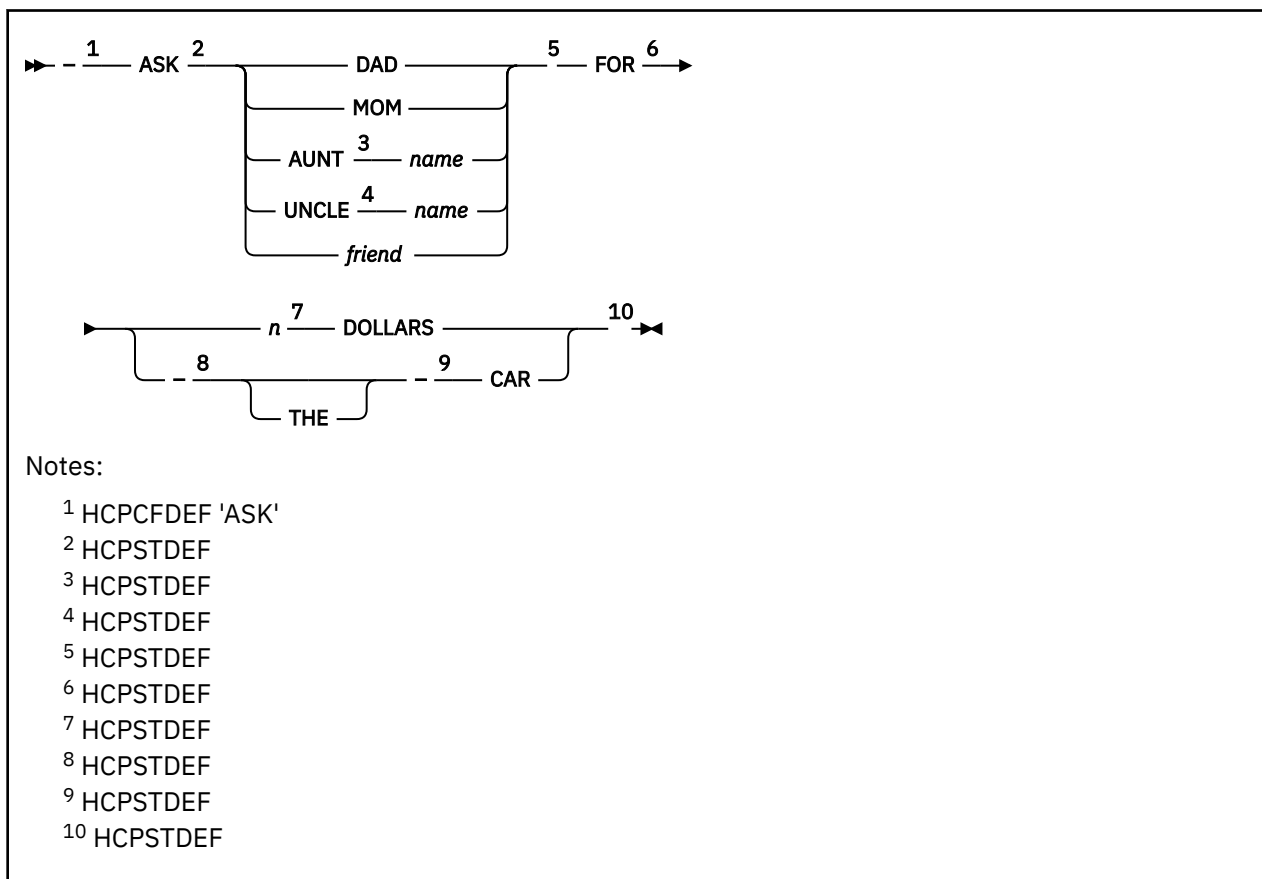 1 ASK 2 DAD 5 FOR 6
MOM
AUNT 3 name
UNCLE 4 name
friend
n 7 DOLLARS 10
8 9 CAR
THE
Notes:
1 HCPCFDEF 'ASK'
2 HCPSTDEF
3 HCPSTDEF
4 HCPSTDEF
5 HCPSTDEF
6 HCPSTDEF
7 HCPSTDEF
8 HCPSTDEF
9 HCPSTDEF
10 HCPSTDEF